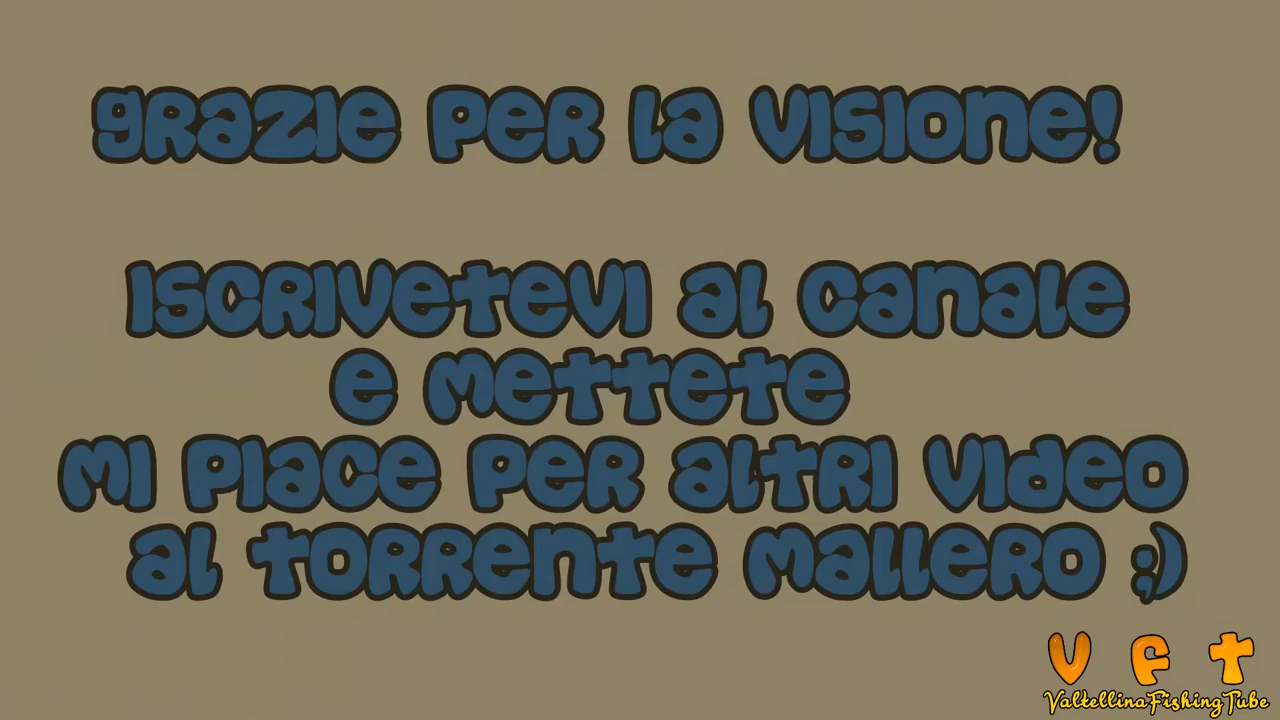 grazie per la visione!
iscrivetevi al canale
e mettete
mi piace per altri video
al torrente mallero ;)
V F t
ValtellinaFishingTube